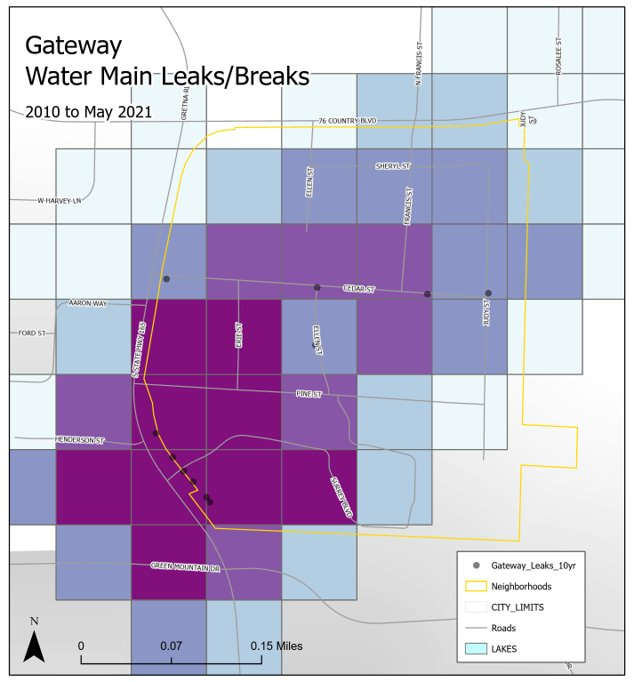 Gateway
Water Main Leaks/Breaks
2010 to May 2021
N FRANCIS ST
ROSALEE ST
76 COUNTRY BLVD
JUDY
ST
SHERYL ST
ELLEN ST
FRANCIS ST
W HARVEY LN
CEDAR ST
AARON WAY
FORD ST
S STATE HWY 165
ERIE ST
ELLEN ST
JUDY ST
PINE ST
HENDERSON ST
SURREY BLVD
GREEN MOUNTAIN DR
Gateway_Leaks_10yr
Neighborhoods
CITY_LIMITS
Roads
LAKES
N
0 0.07 0.15 Miles